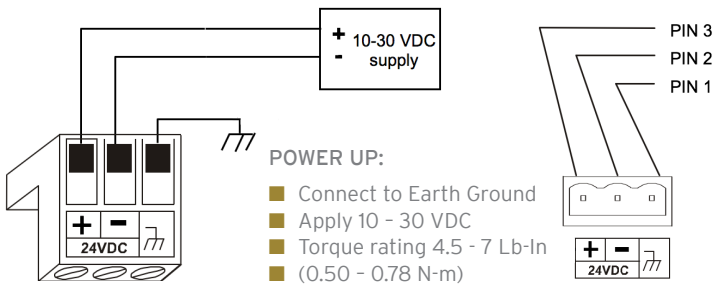 + 10-30 VDC
- supply
PIN 3
PIN 2
PIN 1
POWER UP:
■ Connect to Earth Ground
■ Apply 10 – 30 VDC
■ Torque rating 4.5 - 7 Lb-In
■ (0.50 – 0.78 N-m)
+ -
24VDC
+ -
24VDC